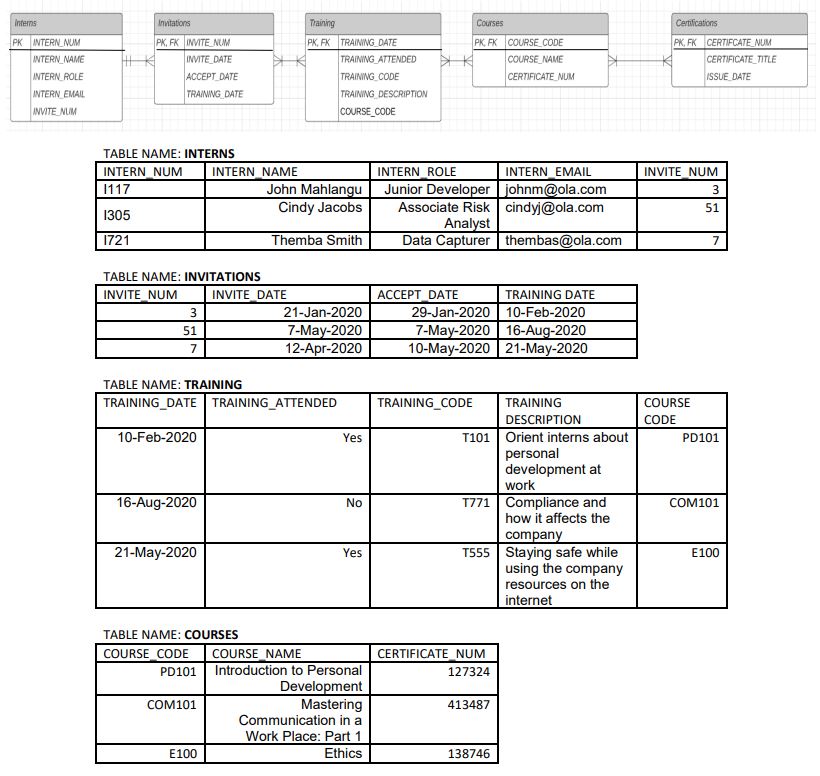 Interns
PK INTERN_NUM
INTERN_NAME
INTERN_ROLE
INTERN_EMAIL
INVITE_NUM
Invitations
PK, FK INVITE_NUM
INVITE_DATE
ACCEPT_DATE
TRAINING_DATE
Training
PK, FK TRAINING_DATE
TRAINING_ATTENDED
TRAINING_CODE
TRAINING_DESCRIPTION
COURSE_CODE
Courses
PK, FK COURSE_CODE
COURSE_NAME
CERTIFICATE_NUM
Certifications
PK, FK CERTIFCATE_NUM
CERTIFICATE_TITLE
ISSUE_DATE
TABLE NAME: INTERNS
INTERN_NUM INTERN_NAME INTERN_ROLE INTERN_EMAIL INVITE_NUM
I117 John Mahlangu Junior Developer johnm@ola.com 3
I305 Cindy Jacobs Associate Risk cindyj@ola.com 51
Analyst
I721 Themba Smith Data Capturer thembas@ola.com 7
TABLE NAME: INVITATIONS
INVITE_NUM INVITE_DATE ACCEPT_DATE TRAINING DATE
3 21-Jan-2020 29-Jan-2020 10-Feb-2020
51 7-May-2020 7-May-2020 16-Aug-2020
7 12-Apr-2020 10-May-2020 21-May-2020
TABLE NAME: TRAINING
TRAINING_DATE TRAINING_ATTENDED TRAINING_CODE TRAINING COURSE
DESCRIPTION CODE
10-Feb-2020 Yes T101 Orient interns about PD101
personal
development at
work
16-Aug-2020 No T771 Compliance and COM101
how it affects the
company
21-May-2020 Yes T555 Staying safe while E100
using the company
resources on the
internet
TABLE NAME: COURSES
COURSE_CODE COURSE_NAME CERTIFICATE_NUM
PD101 Introduction to Personal 127324
Development
COM101 Mastering 413487
Communication in a
Work Place: Part 1
E100 Ethics 138746